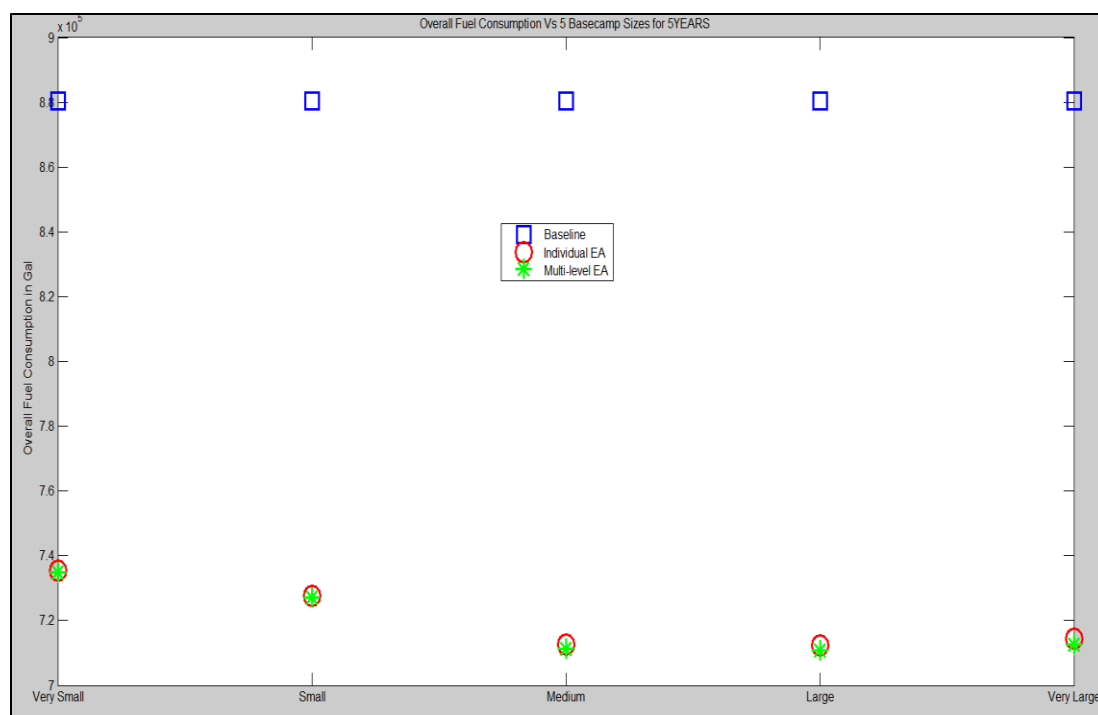 Overall Fuel Consumption Vs 5 Basecamp Sizes for 5YEARS
x 10^5
9
8.8
8.6
8.4
8.2
8
7.8
7.6
7.4
7.2
7
Overall Fuel Consumption in Gal
Baseline
Individual EA
Multi-level EA
Very Small Small Medium Large Very Large